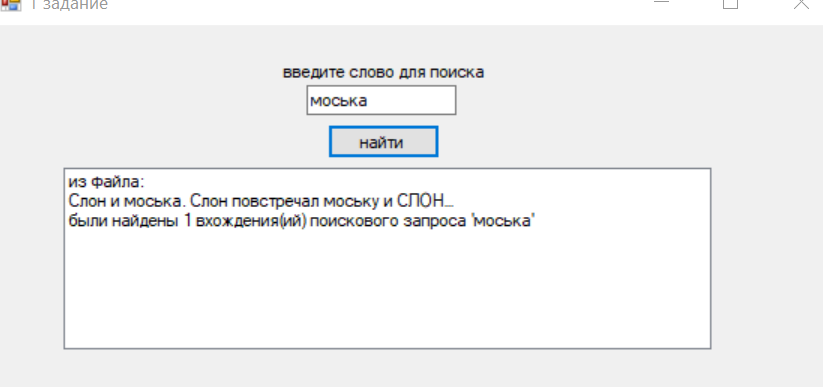 1 задание
введите слово для поиска
моська
найти
из файла:
Слон и моська. Слон повстречал моську и СЛОН...
были найдены 1 вхождения(ий) поискового запроса 'моська'